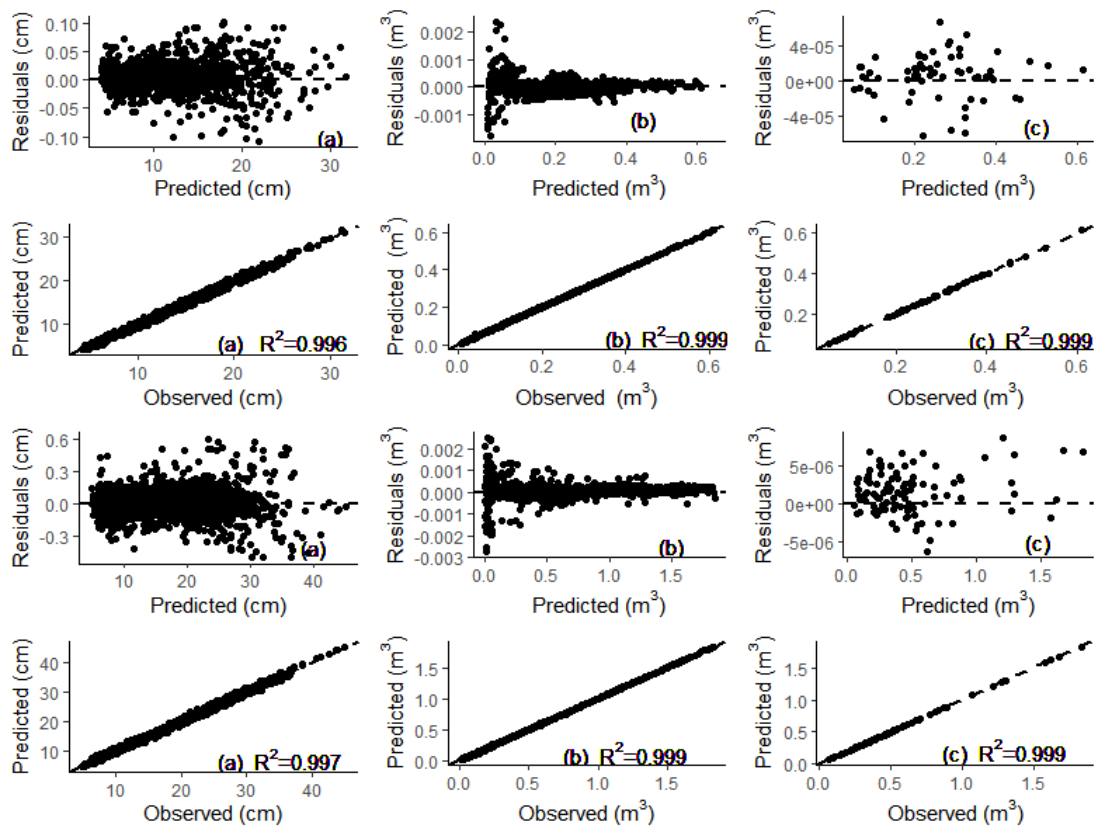 Residuals (cm)
0.10
0.05
0.00
-0.05
-0.10
(a)
10 20 30
Predicted (cm)
Residuals (m³)
0.002
0.001
0.000
-0.001
(b)
0.0 0.1 0.2 0.3 0.4 0.5 0.6 0.7
Predicted (m³)
Residuals (m³)
4e-05
0e+00
-4e-05
(c)
0.2 0.4 0.6
Predicted (m³)
Predicted (cm)
30
20
10
(a) R²=0.996
10 20 30
Observed (cm)
Predicted (m³)
0.6
0.4
0.2
0.0
(b) R²=0.999
0.0 0.2 0.4 0.6
Observed (m³)
Predicted (m³)
0.6
0.4
0.2
(c) R²=0.999
0.2 0.4 0.6
Observed (m³)
Residuals (cm)
0.6
0.3
0.0
-0.3
(a)
10 20 30 40
Predicted (cm)
Residuals (m³)
0.002
0.001
0.000
-0.001
-0.002
-0.003
(b)
0.0 0.5 1.0 1.5
Predicted (m³)
Residuals (m³)
5e-06
0e+00
-5e-06
(c)
0.0 0.5 1.0 1.5
Predicted (m³)
Predicted (cm)
40
30
20
10
(a) R²=0.997
10 20 30 40
Observed (cm)
Predicted (m³)
1.5
1.0
0.5
0.0
(b) R²=0.999
0.0 0.5 1.0 1.5
Observed (m³)
Predicted (m³)
1.5
1.0
0.5
0.0
(c) R²=0.999
0.0 0.5 1.0 1.5
Observed (m³)